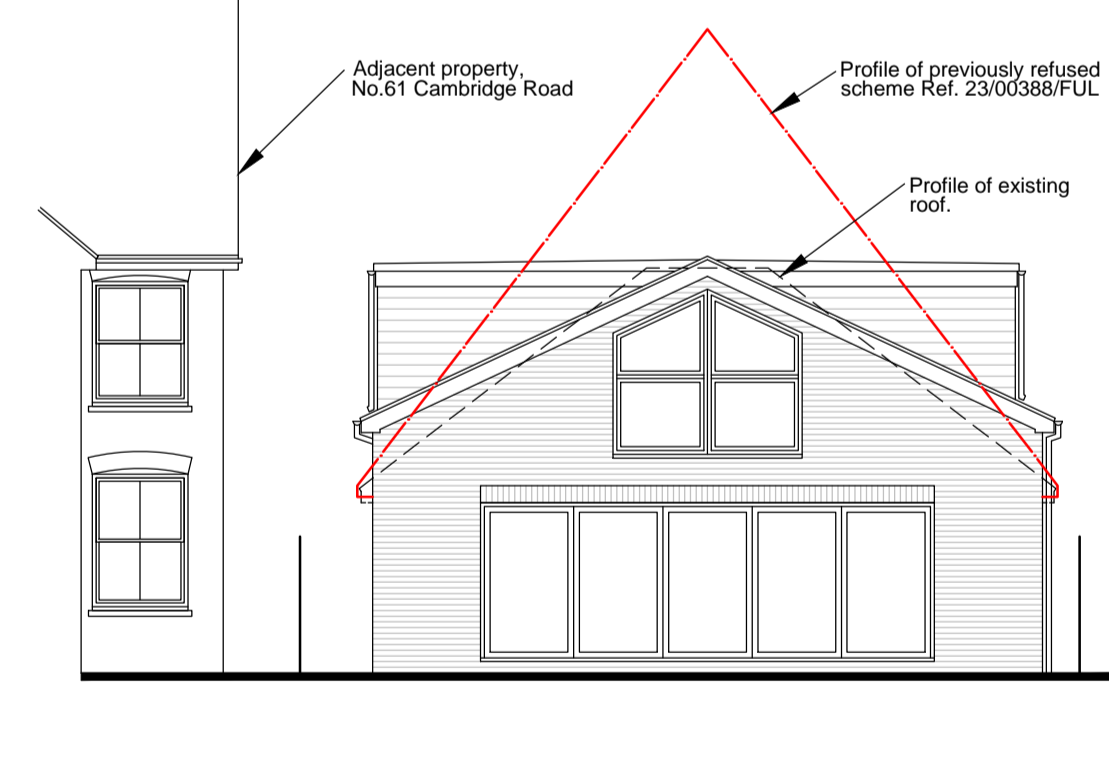 Adjacent property,
No.61 Cambridge Road
Profile of previously refused
scheme Ref. 23/00388/FUL
Profile of existing
roof.